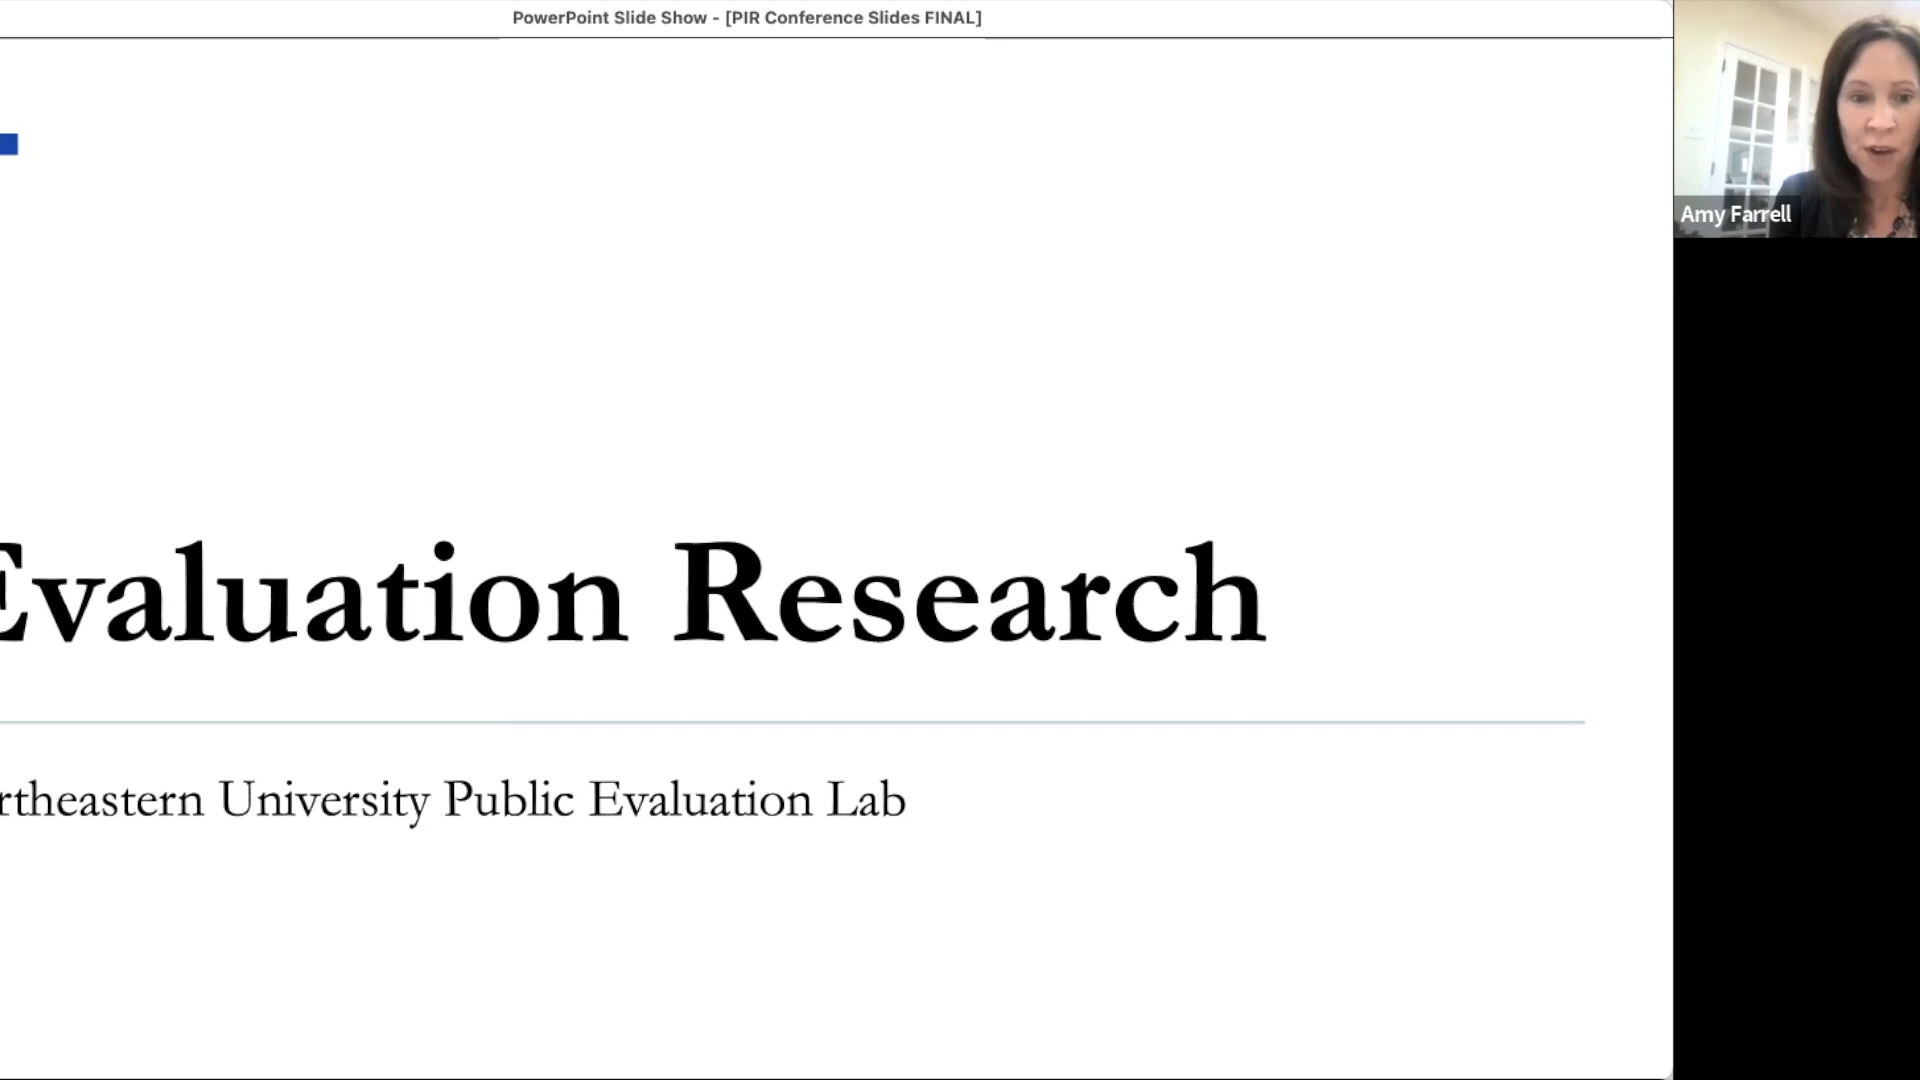 PowerPoint Slide Show - [PIR Conference Slides FINAL]
Amy Farrell
Evaluation Research
rtheastern University Public Evaluation Lab